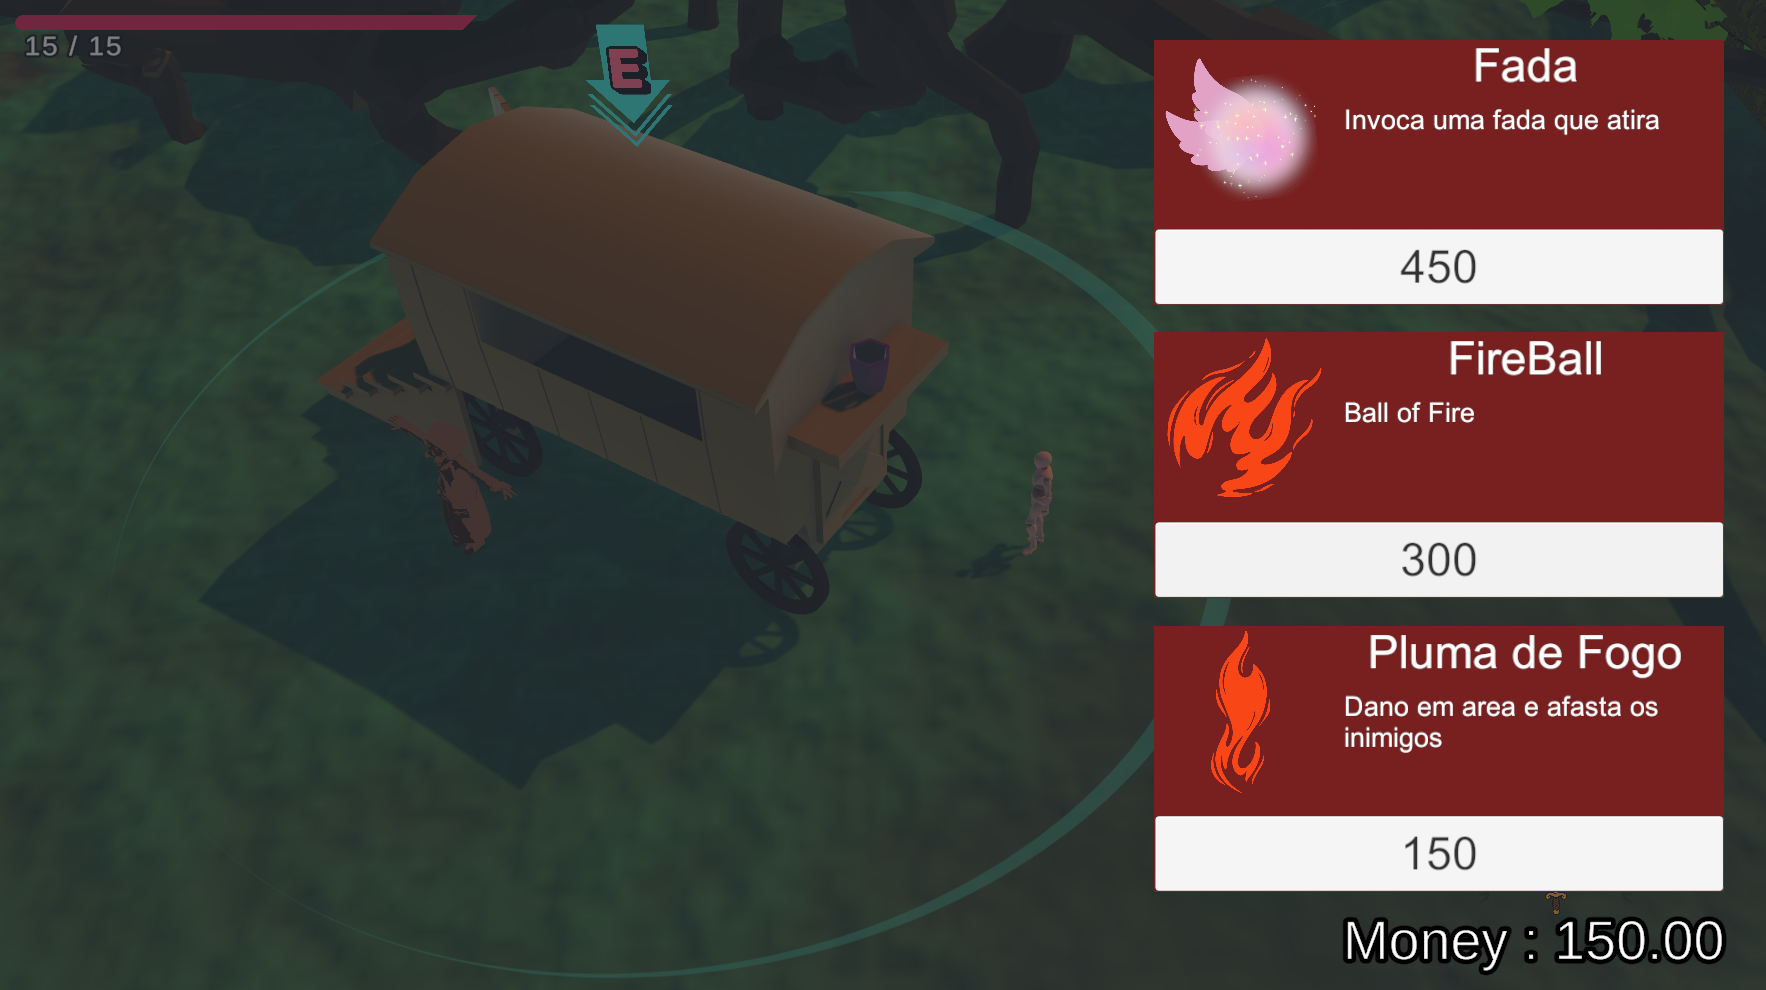 15 / 15
E
Fada
Invoca uma fada que atira
450
FireBall
Ball of Fire
300
Pluma de Fogo
Dano em area e afasta os
inimigos
150
Money : 150.00